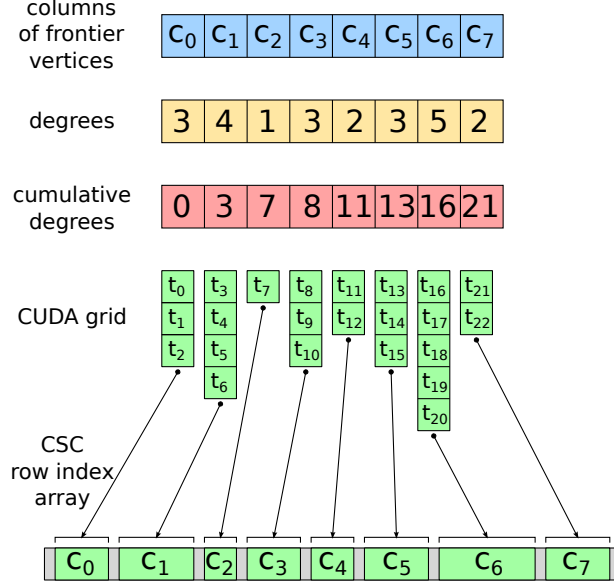 columns
of frontier
vertices
c₀ c₁ c₂ c₃ c₄ c₅ c₆ c₇
degrees
3 4 1 3 2 3 5 2
cumulative
degrees
0 3 7 8 11 13 16 21
CUDA grid
t₀ t₃ t₇ t₈ t₁₁ t₁₃ t₁₆ t₂₁
t₁ t₄ t₉ t₁₂ t₁₄ t₁₇ t₂₂
t₂ t₅ t₁₀ t₁₅ t₁₈
t₆ t₁₉
t₂₀
CSC
row index
array
c₀ c₁ c₂ c₃ c₄ c₅ c₆ c₇